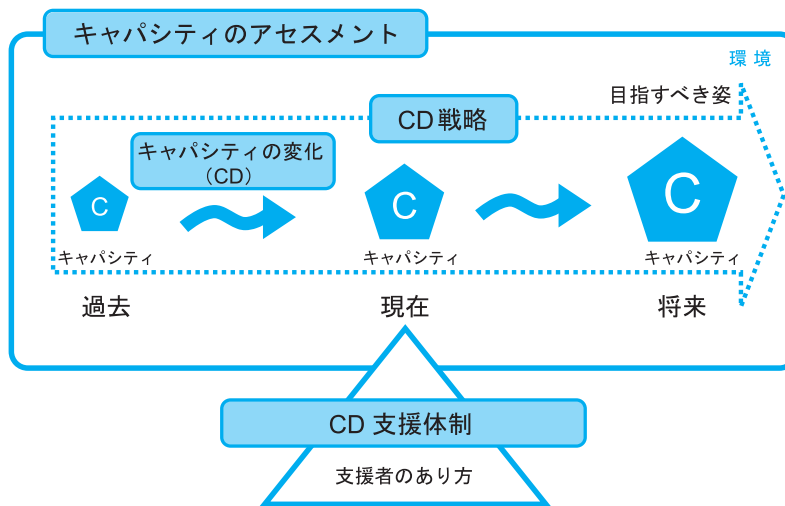 キャパシティのアセスメント
環境
目指すべき姿
CD戦略
キャパシティの変化
（CD）
C
C
C
キャパシティ
キャパシティ
キャパシティ
過去
現在
将来
CD 支援体制
支援者のあり方